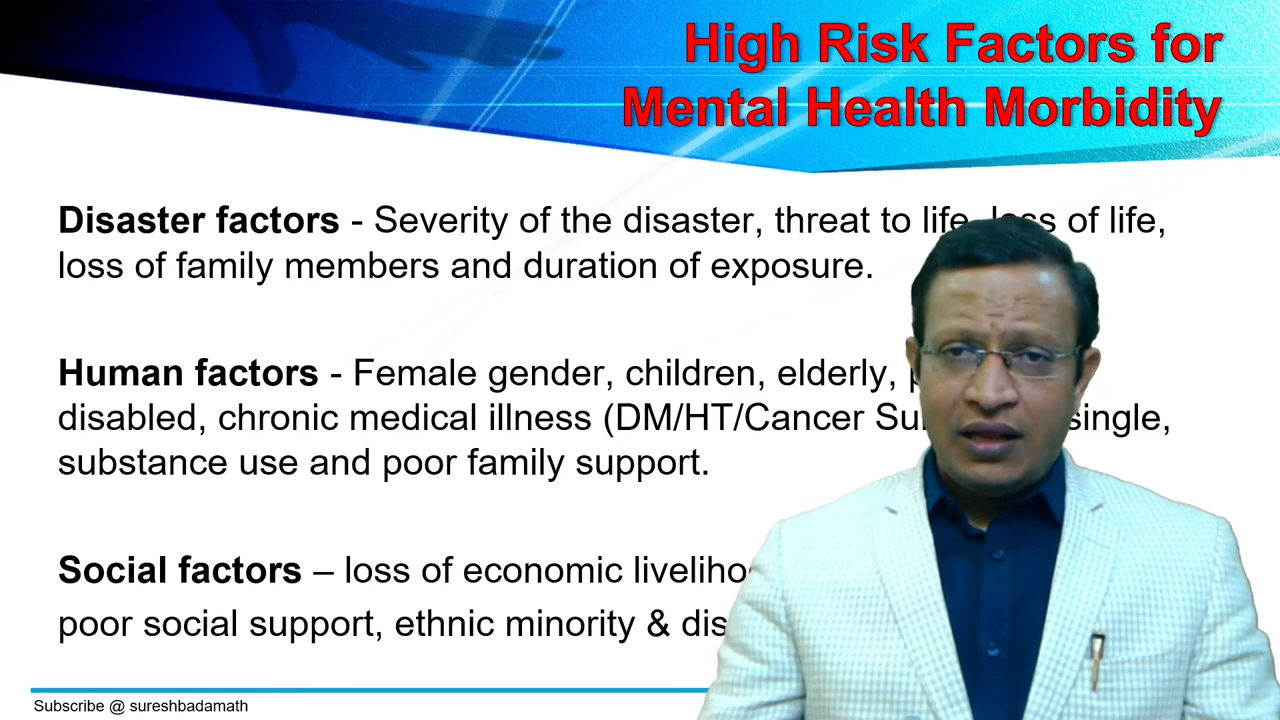 High Risk Factors for
Mental Health Morbidity
Disaster factors - Severity of the disaster, threat to life, loss of life,
loss of family members and duration of exposure.
Human factors - Female gender, children, elderly,
disabled, chronic medical illness (DM/HT/Cancer single,
substance use and poor family support.
Social factors – loss of economic
poor social support, ethnic minority &
Subscribe @ sureshbadamath